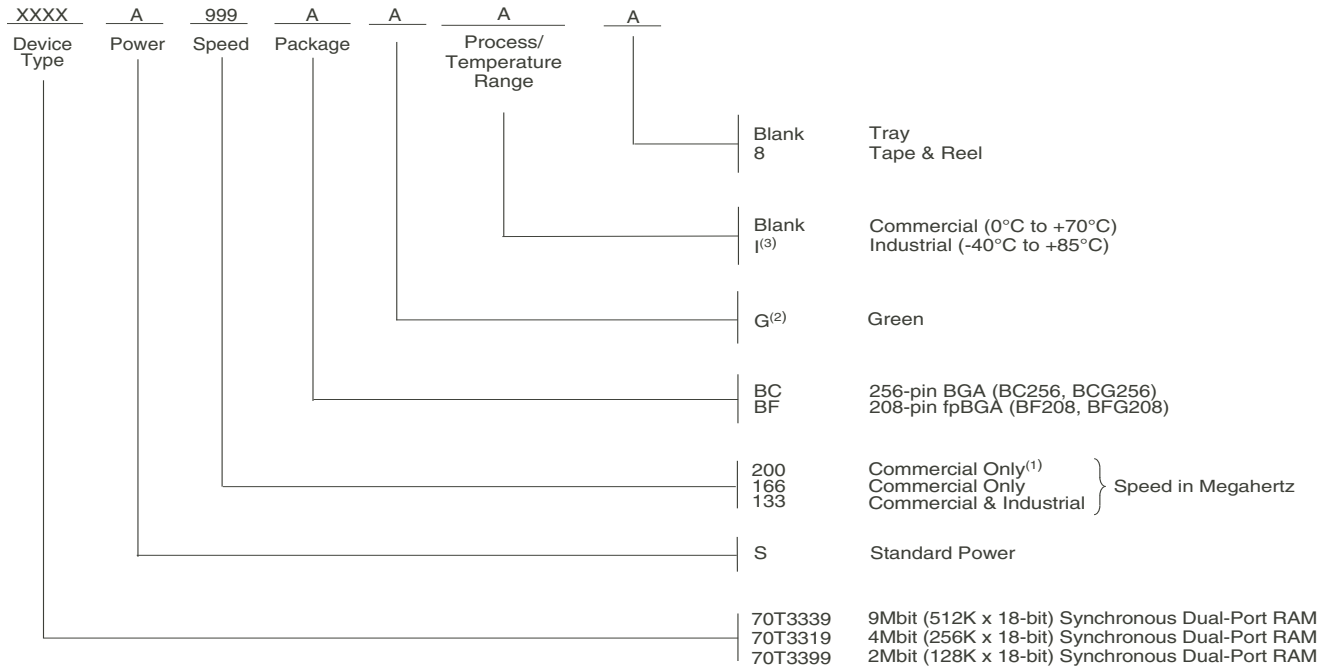 XXXX A 999 A A A A
Device Type Power Speed Package Process/ Temperature Range
Blank Tray
8 Tape & Reel
Blank Commercial (0°C to +70°C)
I(3) Industrial (-40°C to +85°C)
G(2) Green
BC 256-pin BGA (BC256, BCG256)
BF 208-pin fpBGA (BF208, BFG208)
200 Commercial Only(1)
166 Commercial Only Speed in Megahertz
133 Commercial & Industrial
S Standard Power
70T3339 9Mbit (512K x 18-bit) Synchronous Dual-Port RAM
70T3319 4Mbit (256K x 18-bit) Synchronous Dual-Port RAM
70T3399 2Mbit (128K x 18-bit) Synchronous Dual-Port RAM